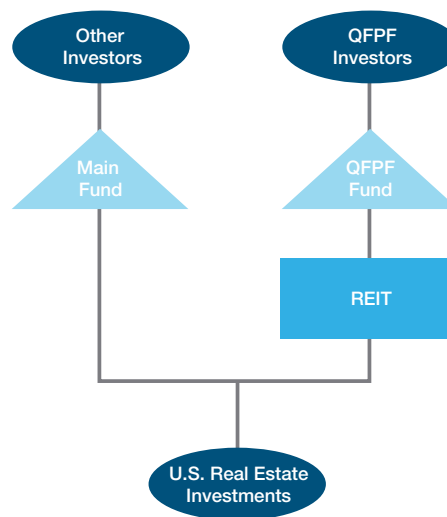 Other
Investors
QFPF
Investors
Main
Fund
QFPF
Fund
REIT
U.S. Real Estate
Investments